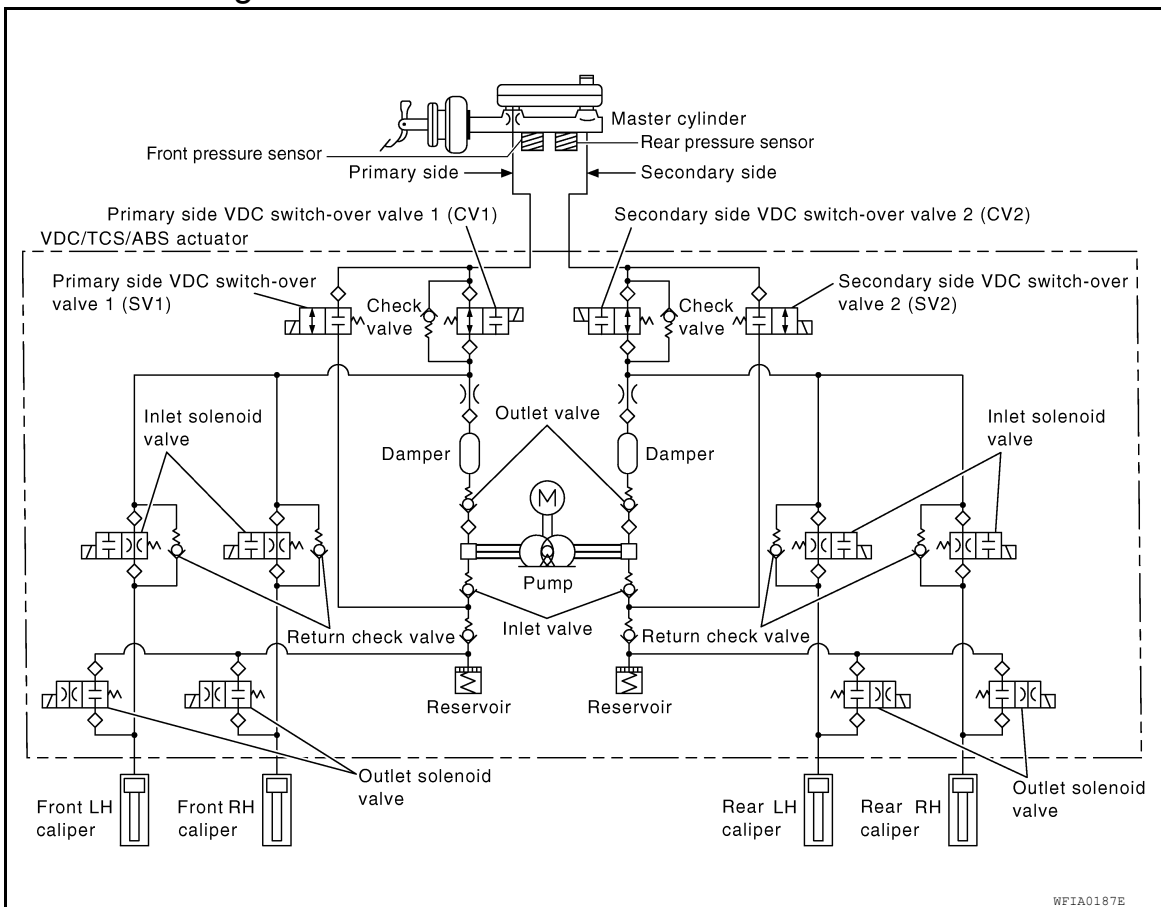 Master cylinder
Front pressure sensor
Rear pressure sensor
Primary side
Secondary side
Primary side VDC switch-over valve 1 (CV1)
Secondary side VDC switch-over valve 2 (CV2)
VDC/TCS/ABS actuator
Primary side VDC switch-over
valve 1 (SV1)
Check
valve
Check
valve
Secondary side VDC switch-over
valve 2 (SV2)
Inlet solenoid
valve
Outlet valve
Inlet solenoid
valve
Damper
Damper
M
Pump
Return check valve
Inlet valve
Return check valve
Reservoir
Reservoir
Outlet solenoid
valve
Outlet solenoid
valve
Front LH
caliper
Front RH
caliper
Rear LH
caliper
Rear RH
caliper
WFIA0187E